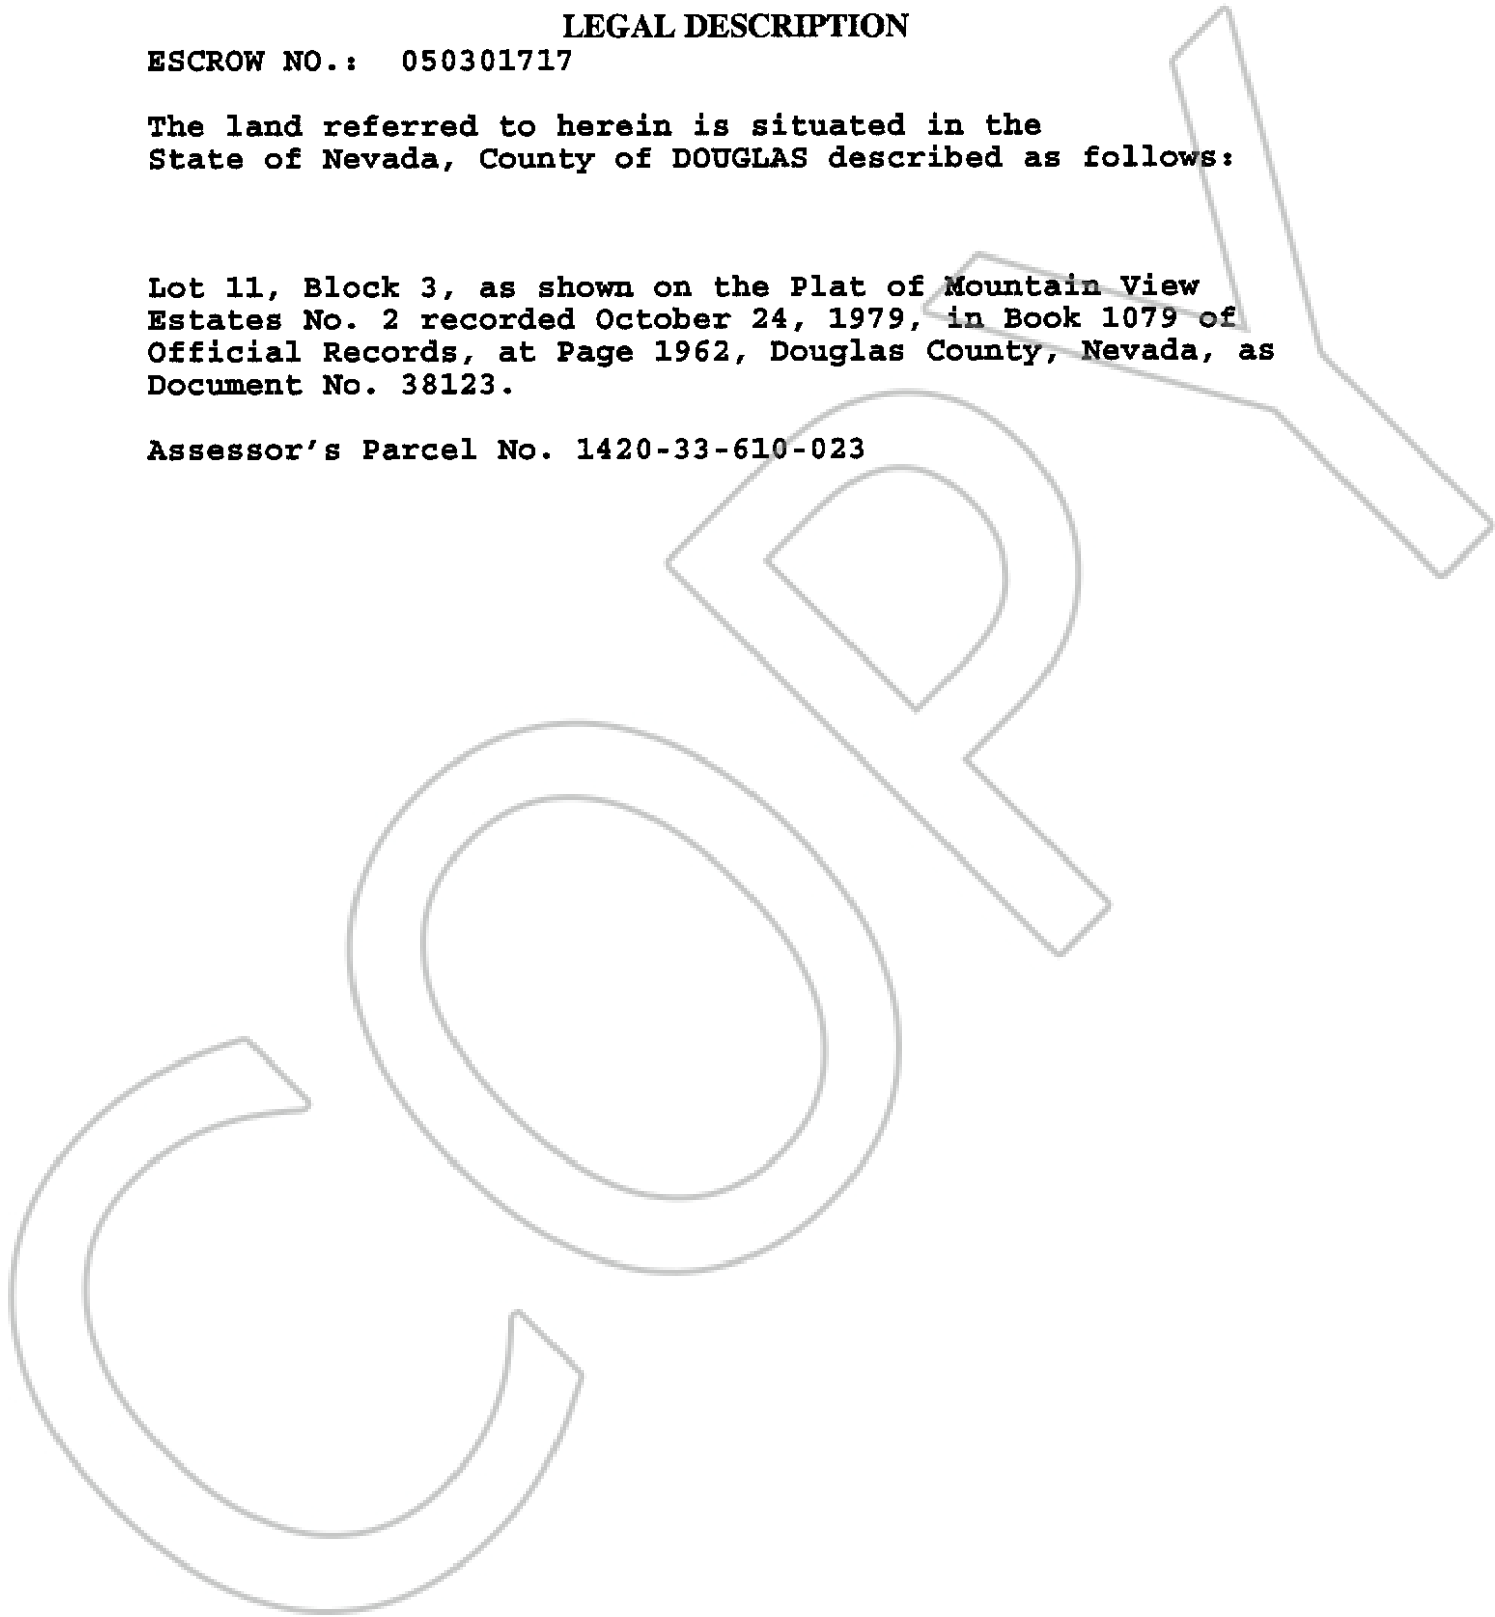 LEGAL DESCRIPTION
ESCROW NO.: 050301717
The land referred to herein is situated in the
State of Nevada, County of DOUGLAS described as follows:
Lot 11, Block 3, as shown on the Plat of Mountain View
Estates No. 2 recorded October 24, 1979, in Book 1079 of
Official Records, at Page 1962, Douglas County, Nevada, as
Document No. 38123.
Assessor's Parcel No. 1420-33-610-023
COPY